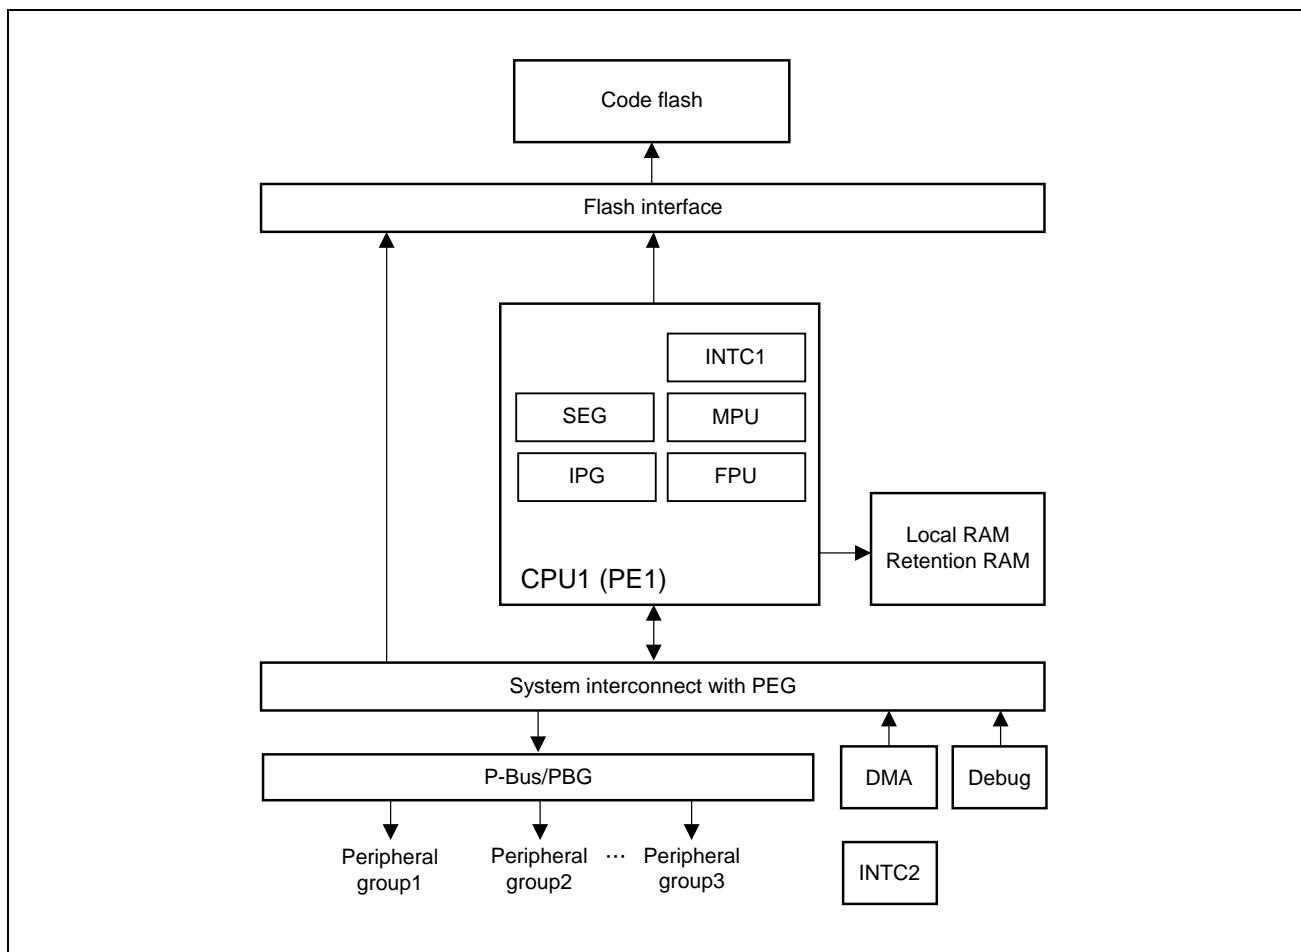 Code flash
Flash interface
INTC1
SEG
MPU
IPG
FPU
Local RAM
Retention RAM
CPU1 (PE1)
System interconnect with PEG
P-Bus/PBG
DMA
Debug
Peripheral
group1
Peripheral
group2
...
Peripheral
group3
INTC2